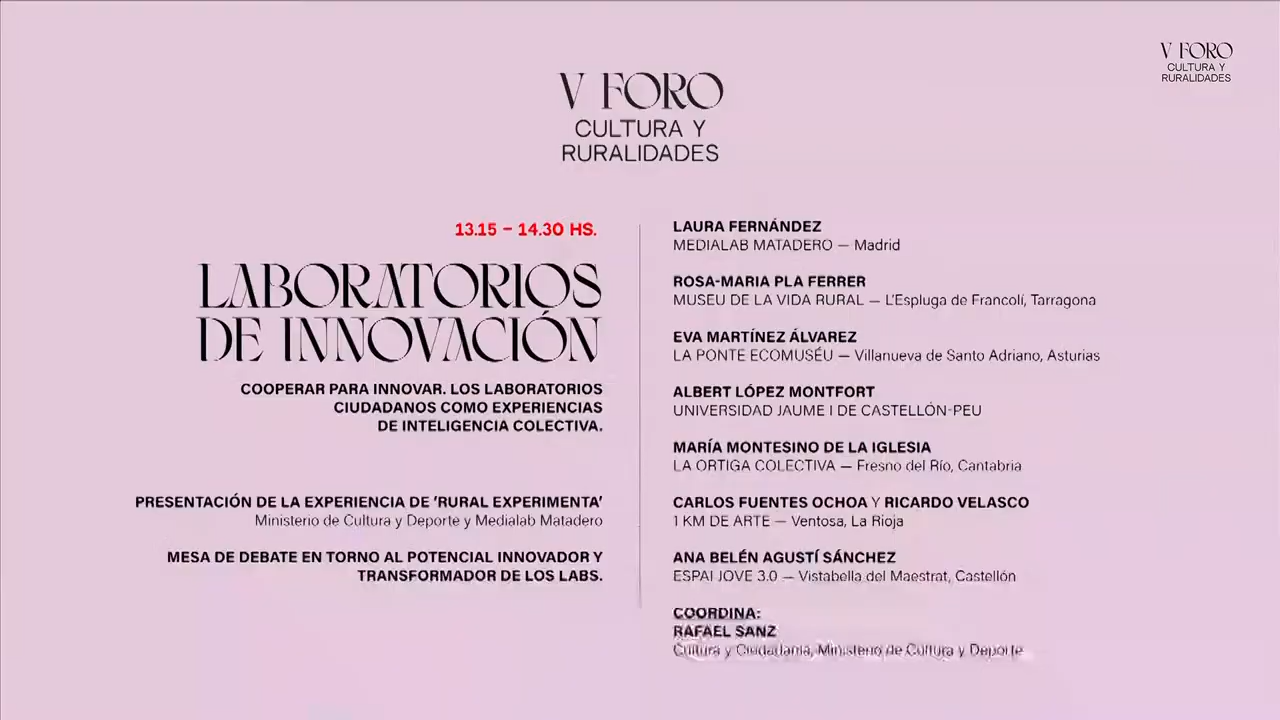 V FORO
CULTURA Y
RURALIDADES
V FORO
CULTURA Y
RURALIDADES
13.15 – 14.30 HS.
LABORATORIOS
DE INNOVACIÓN
COOPERAR PARA INNOVAR. LOS LABORATORIOS
CIUDADANOS COMO EXPERIENCIAS
DE INTELIGENCIA COLECTIVA.
PRESENTACIÓN DE LA EXPERIENCIA DE 'RURAL EXPERIMENTA'
Ministerio de Cultura y Deporte y Medialab Matadero
MESA DE DEBATE EN TORNO AL POTENCIAL INNOVADOR Y
TRANSFORMADOR DE LOS LABS.
LAURA FERNÁNDEZ
MEDIALAB MATADERO — Madrid
ROSA-MARIA PLA FERRER
MUSEU DE LA VIDA RURAL — L'Espluga de Francolí, Tarragona
EVA MARTÍNEZ ÁLVAREZ
LA PONTE ECOMUSÉU — Villanueva de Santo Adriano, Asturias
ALBERT LÓPEZ MONTFORT
UNIVERSIDAD JAUME I DE CASTELLÓN-PEU
MARÍA MONTESINO DE LA IGLESIA
LA ORTIGA COLECTIVA — Fresno del Río, Cantabria
CARLOS FUENTES OCHOA Y RICARDO VELASCO
1 KM DE ARTE — Ventosa, La Rioja
ANA BELÉN AGUSTÍ SÁNCHEZ
ESPAI JOVE 3.0 — Vistabella del Maestrat, Castellón
COORDINA:
RAFAEL SANZ
Cultura y Ciudadanía, Ministerio de Cultura y Deporte